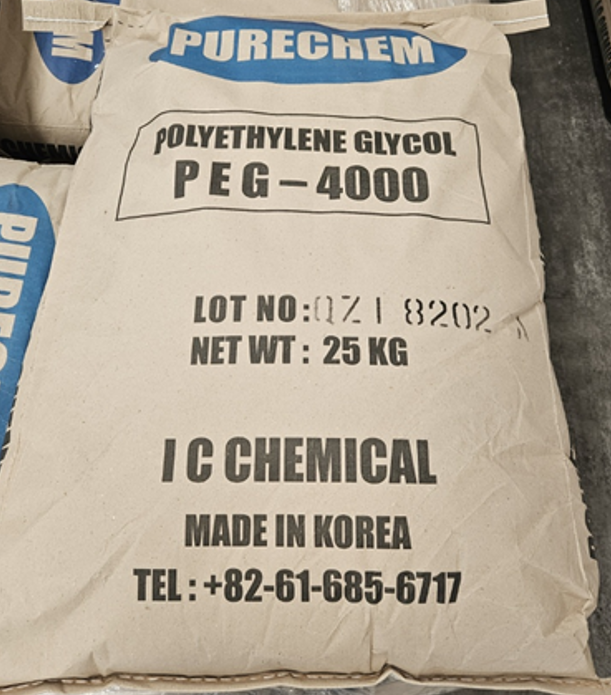 PURECHEM
POLYETHYLENE GLYCOL
PEG-4000
LOT NO: 8202
NET WT : 25 KG
I C CHEMICAL
MADE IN KOREA
TEL : +82-61-685-6717